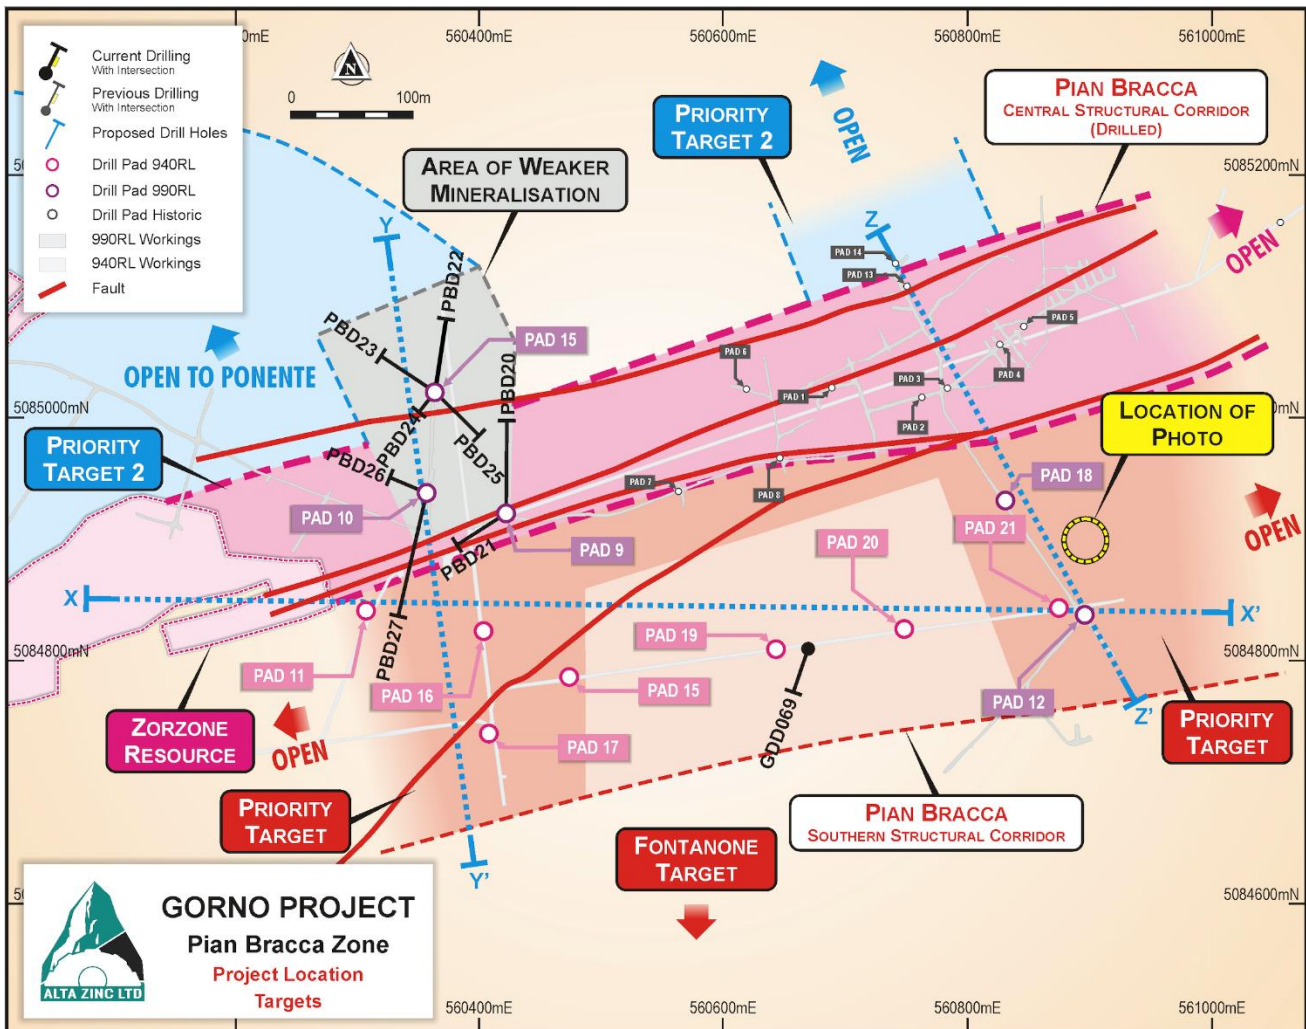 0mE
560400mE
560600mE
560800mE
561000mE
Current Drilling
With Intersection
Previous Drilling
With Intersection
Proposed Drill Holes
Drill Pad 940RL
Drill Pad 990RL
Drill Pad Historic
990RL Workings
940RL Workings
Fault
N
0
100m
PRIORITY
TARGET 2
OPEN
PIAN BRACCA
CENTRAL STRUCTURAL CORRIDOR
(DRILLED)
5085200mN
AREA OF WEAKER
MINERALISATION
Y
Z
OPEN
PAD 14
PAD 13
PBD22
PBD23
PAD 15
PBD20
PAD 5
PAD 6
PAD 4
OPEN TO PONENTE
PAD 3
PAD 1
5085000mN
PBD24
PBD25
PAD 2
LOCATION OF
PHOTO
PRIORITY
TARGET 2
PBD26
PAD 7
PAD 8
PAD 18
PAD 10
PAD 9
PAD 21
PAD 20
OPEN
PBD21
X
X'
PAD 19
PBD27
5084800mN
5084800mN
PAD 11
PAD 16
PAD 15
PAD 12
GDD069
Z'
ZORZONE
RESOURCE
OPEN
PAD 17
PRIORITY
TARGET
PRIORITY
TARGET
PIAN BRACCA
SOUTHERN STRUCTURAL CORRIDOR
FONTANONE
TARGET
Y'
5084600mN
GORNO PROJECT
Pian Bracca Zone
Project Location
Targets
ALTA ZINC LTD
560400mE
560600mE
560800mE
561000mE